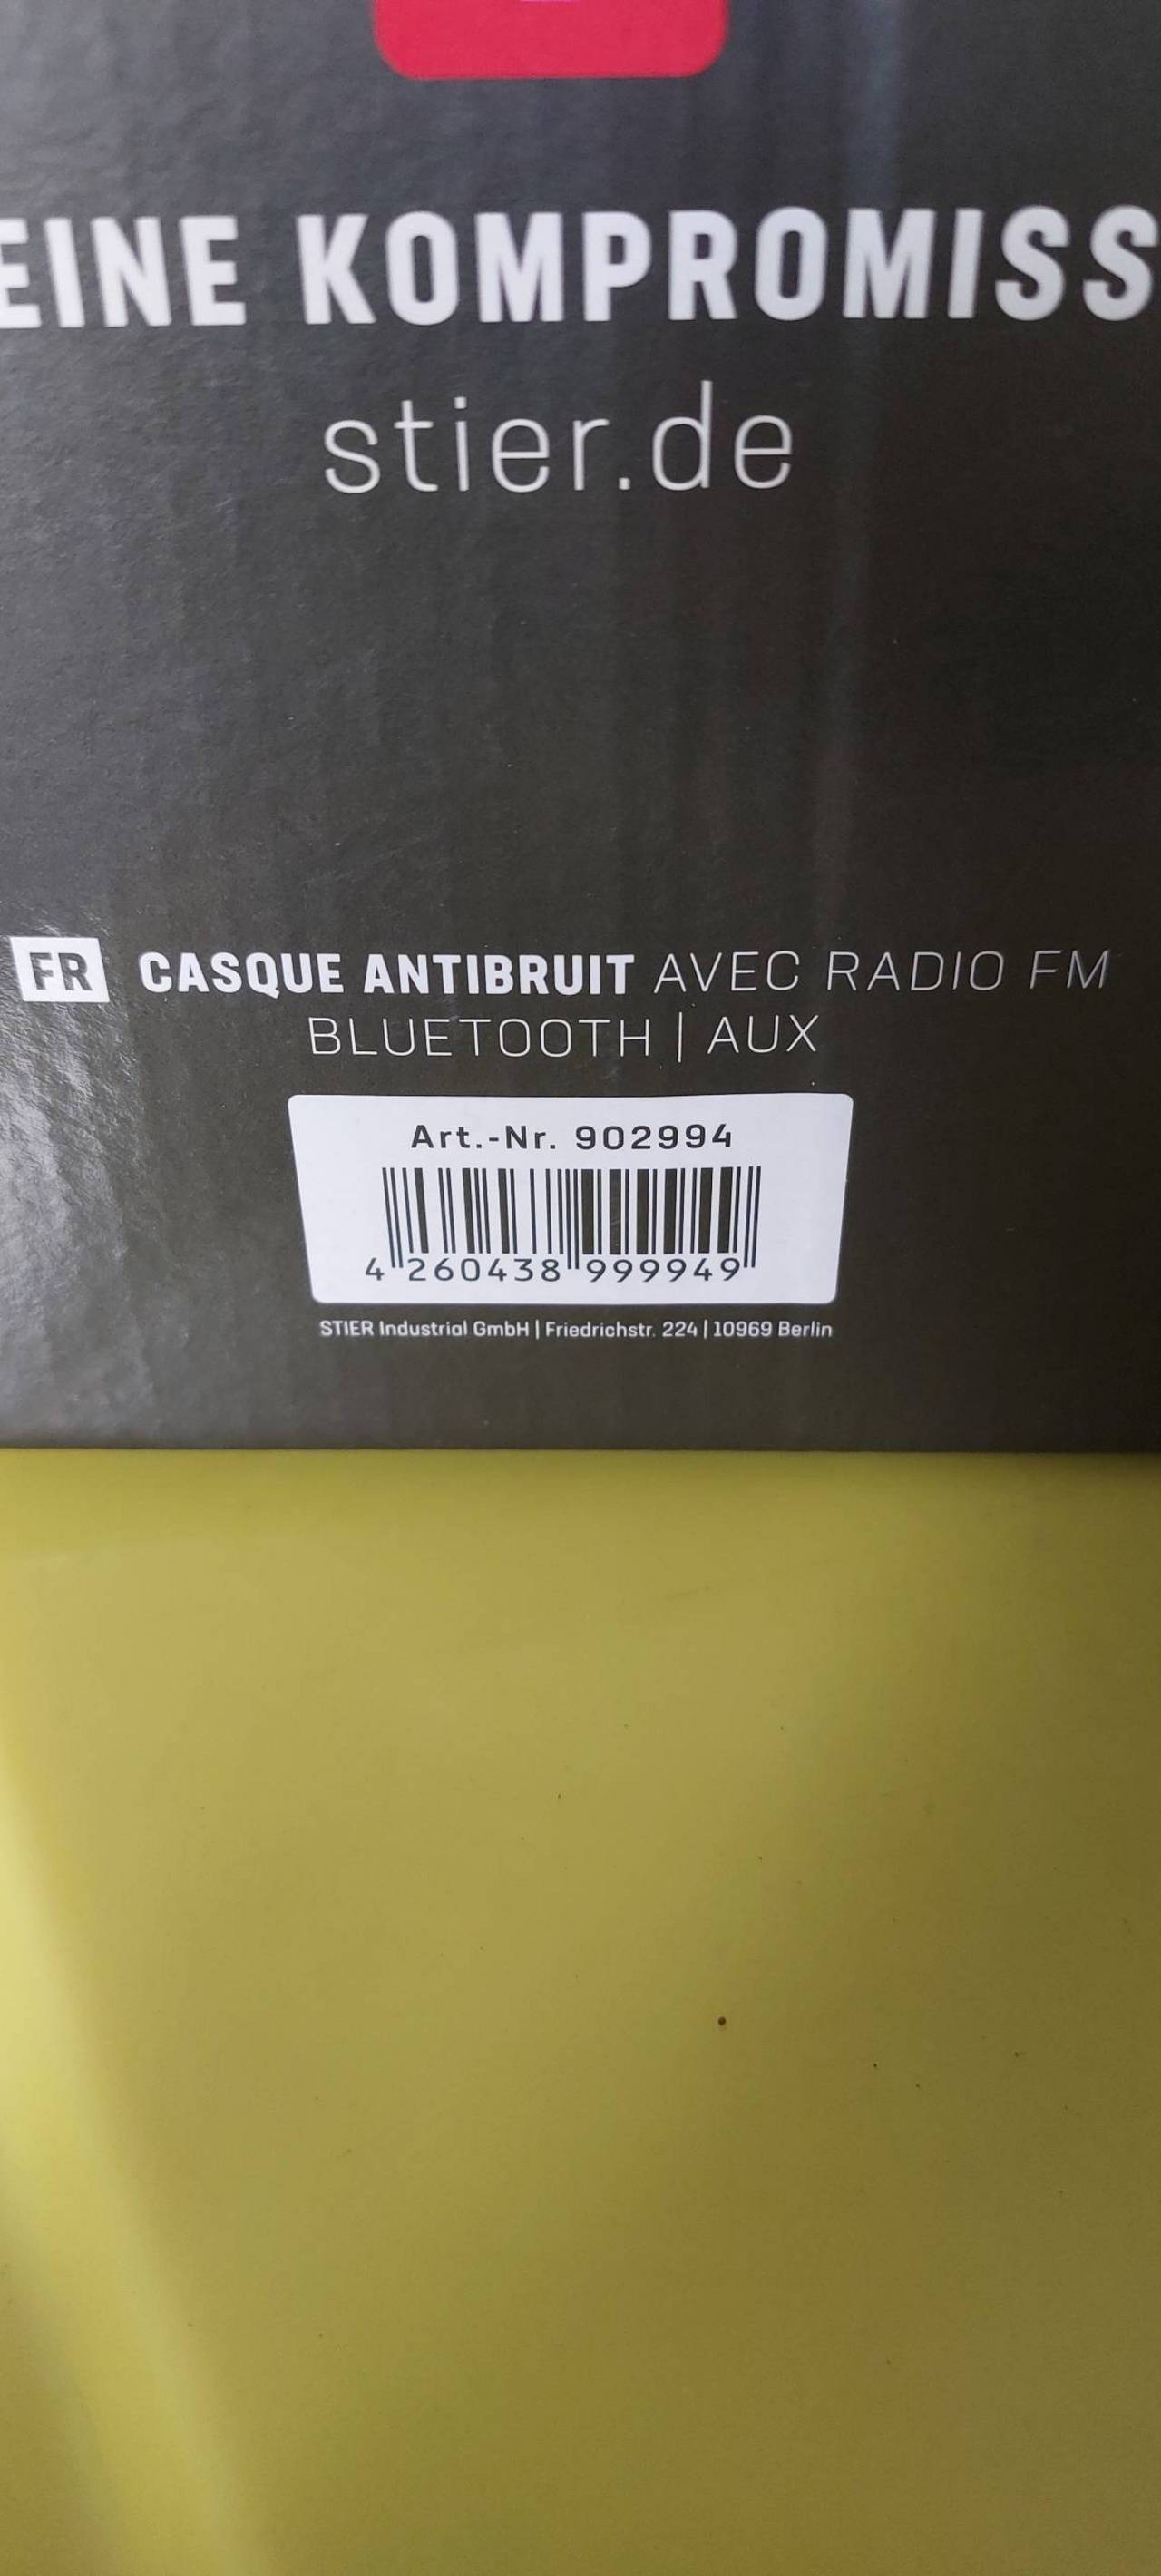 EINE KOMPROMISS
stier.de
FR CASQUE ANTIBRUIT AVEC RADIO FM
BLUETOOTH | AUX
Art.-Nr. 902994
4 260438 999949
STIER Industrial GmbH | Friedrichstr. 224 | 10969 Berlin